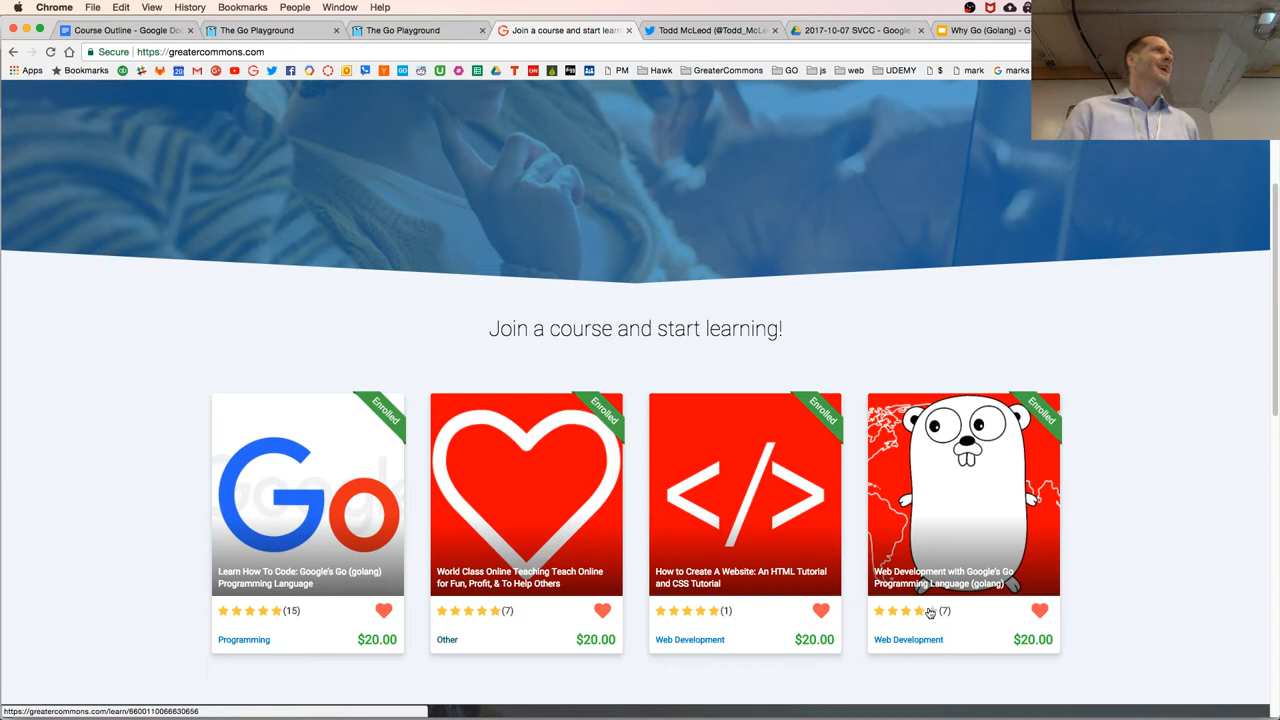 Chrome File Edit View History Bookmarks People Window Help
Course Outline - Google Do
The Go Playground
The Go Playground
Join a course and start learn
Todd McLeod (@Todd_McLe
2017-10-07 SVCC - Google
Why Go (Golang) - G
Secure https://greatercommons.com
Apps Bookmarks PM Hawk GreaterCommons GO js web UDEMY $ mark marks
Join a course and start learning!
Enrolled
Enrolled
Enrolled
Enrolled
Google
Go
</>
Learn How To Code: Google's Go (golang)
Programming Language
World Class Online Teaching Teach Online
for Fun, Profit, & To Help Others
How to Create A Website: An HTML Tutorial
and CSS Tutorial
Web Development with Google's Go
Programming Language (golang)
(15)
(7)
(1)
(7)
Programming $20.00
Other $20.00
Web Development $20.00
Web Development $20.00
https://greatercommons.com/learn/6600110066630656